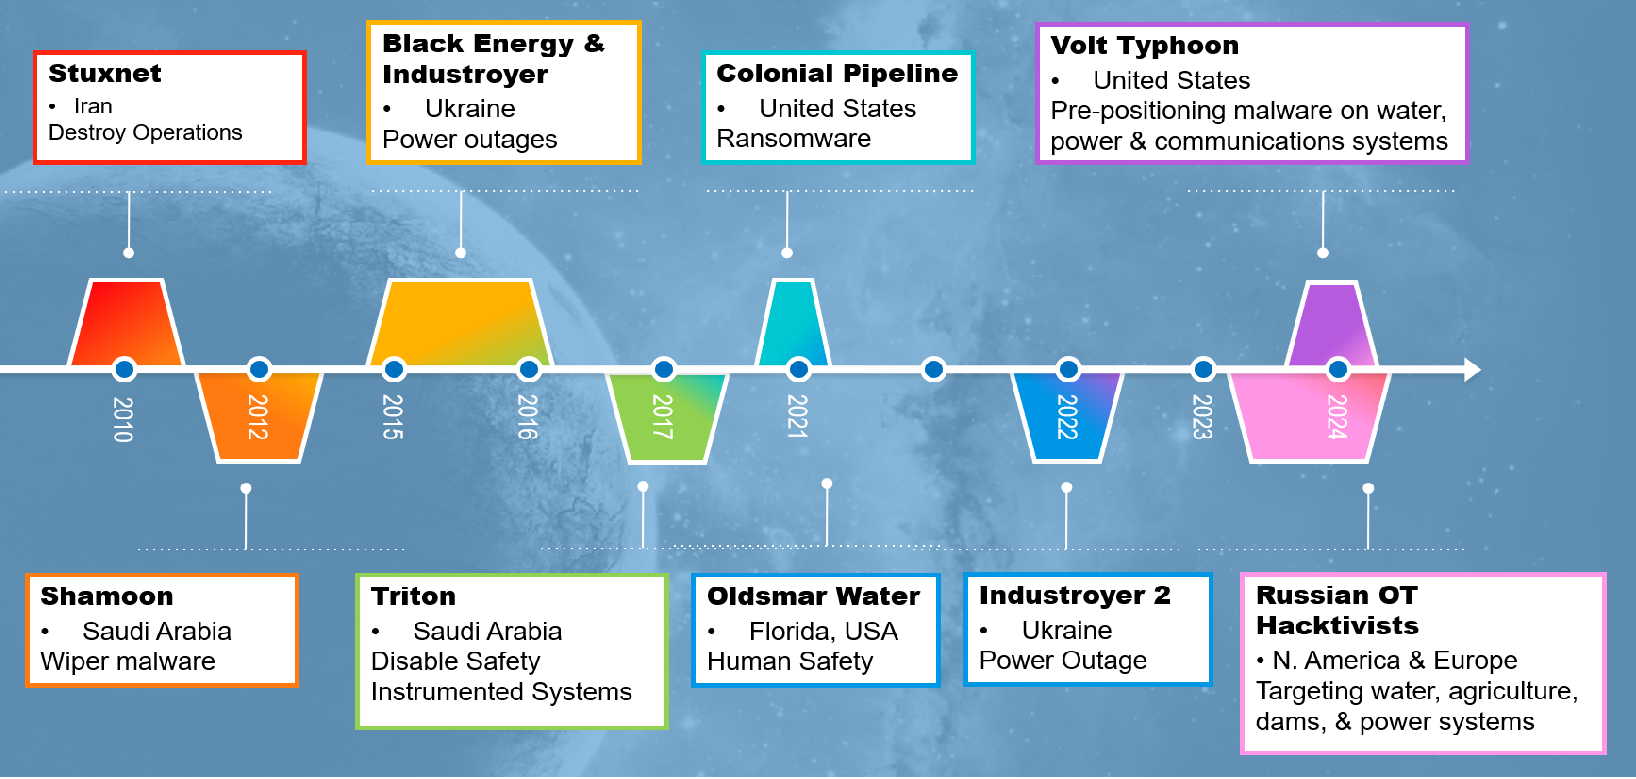 Stuxnet
• Iran
Destroy Operations
Black Energy &
Industroyer
• Ukraine
Power outages
Colonial Pipeline
• United States
Ransomware
Volt Typhoon
• United States
Pre-positioning malware on water,
power & communications systems
2010
2012
2015
2016
2017
2021
2022
2023
2024
Shamoon
• Saudi Arabia
Wiper malware
Triton
• Saudi Arabia
Disable Safety
Instrumented Systems
Oldsmar Water
• Florida, USA
Human Safety
Industroyer 2
• Ukraine
Power Outage
Russian OT
Hacktivists
• N. America & Europe
Targeting water, agriculture,
dams, & power systems